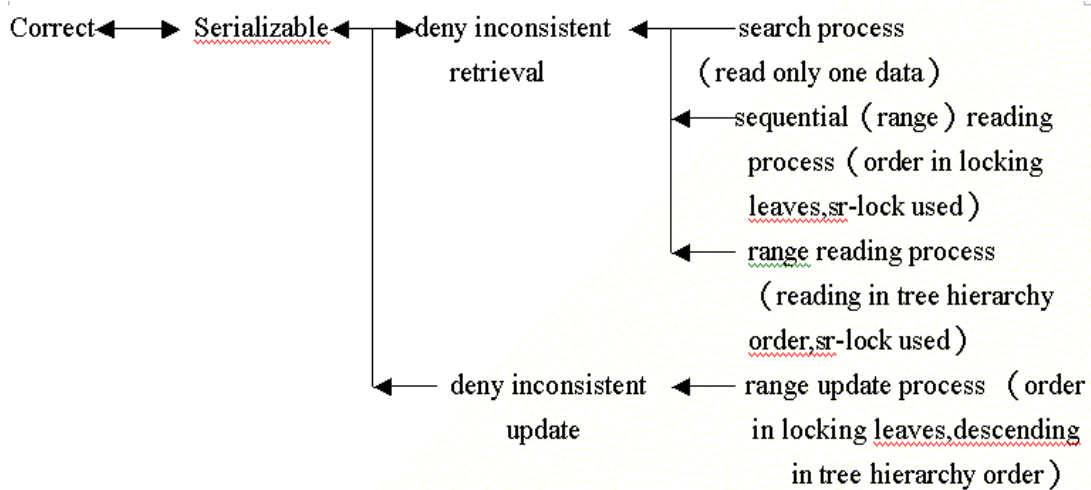 Correct Serializable deny inconsistent search process
retrieval （read only one data）
sequential（range）reading
process（order in locking
leaves,sr-lock used）
range reading process
（reading in tree hierarchy
order,sr-lock used）
deny inconsistent range update process （order
update in locking leaves,descending
in tree hierarchy order）